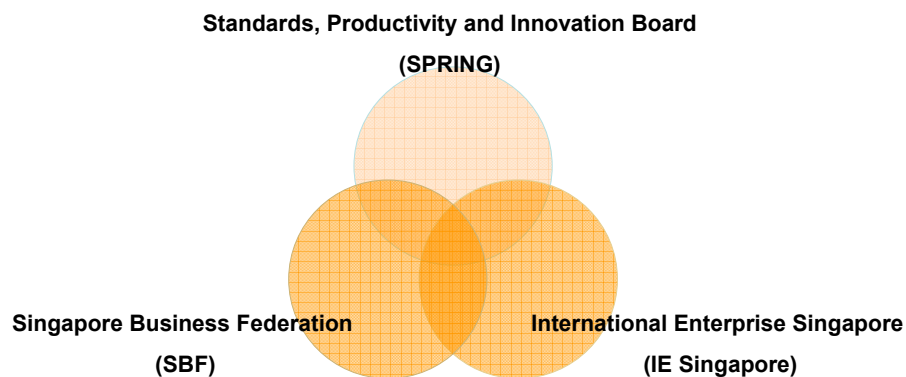 Standards, Productivity and Innovation Board
(SPRING)
Singapore Business Federation
(SBF)
International Enterprise Singapore
(IE Singapore)